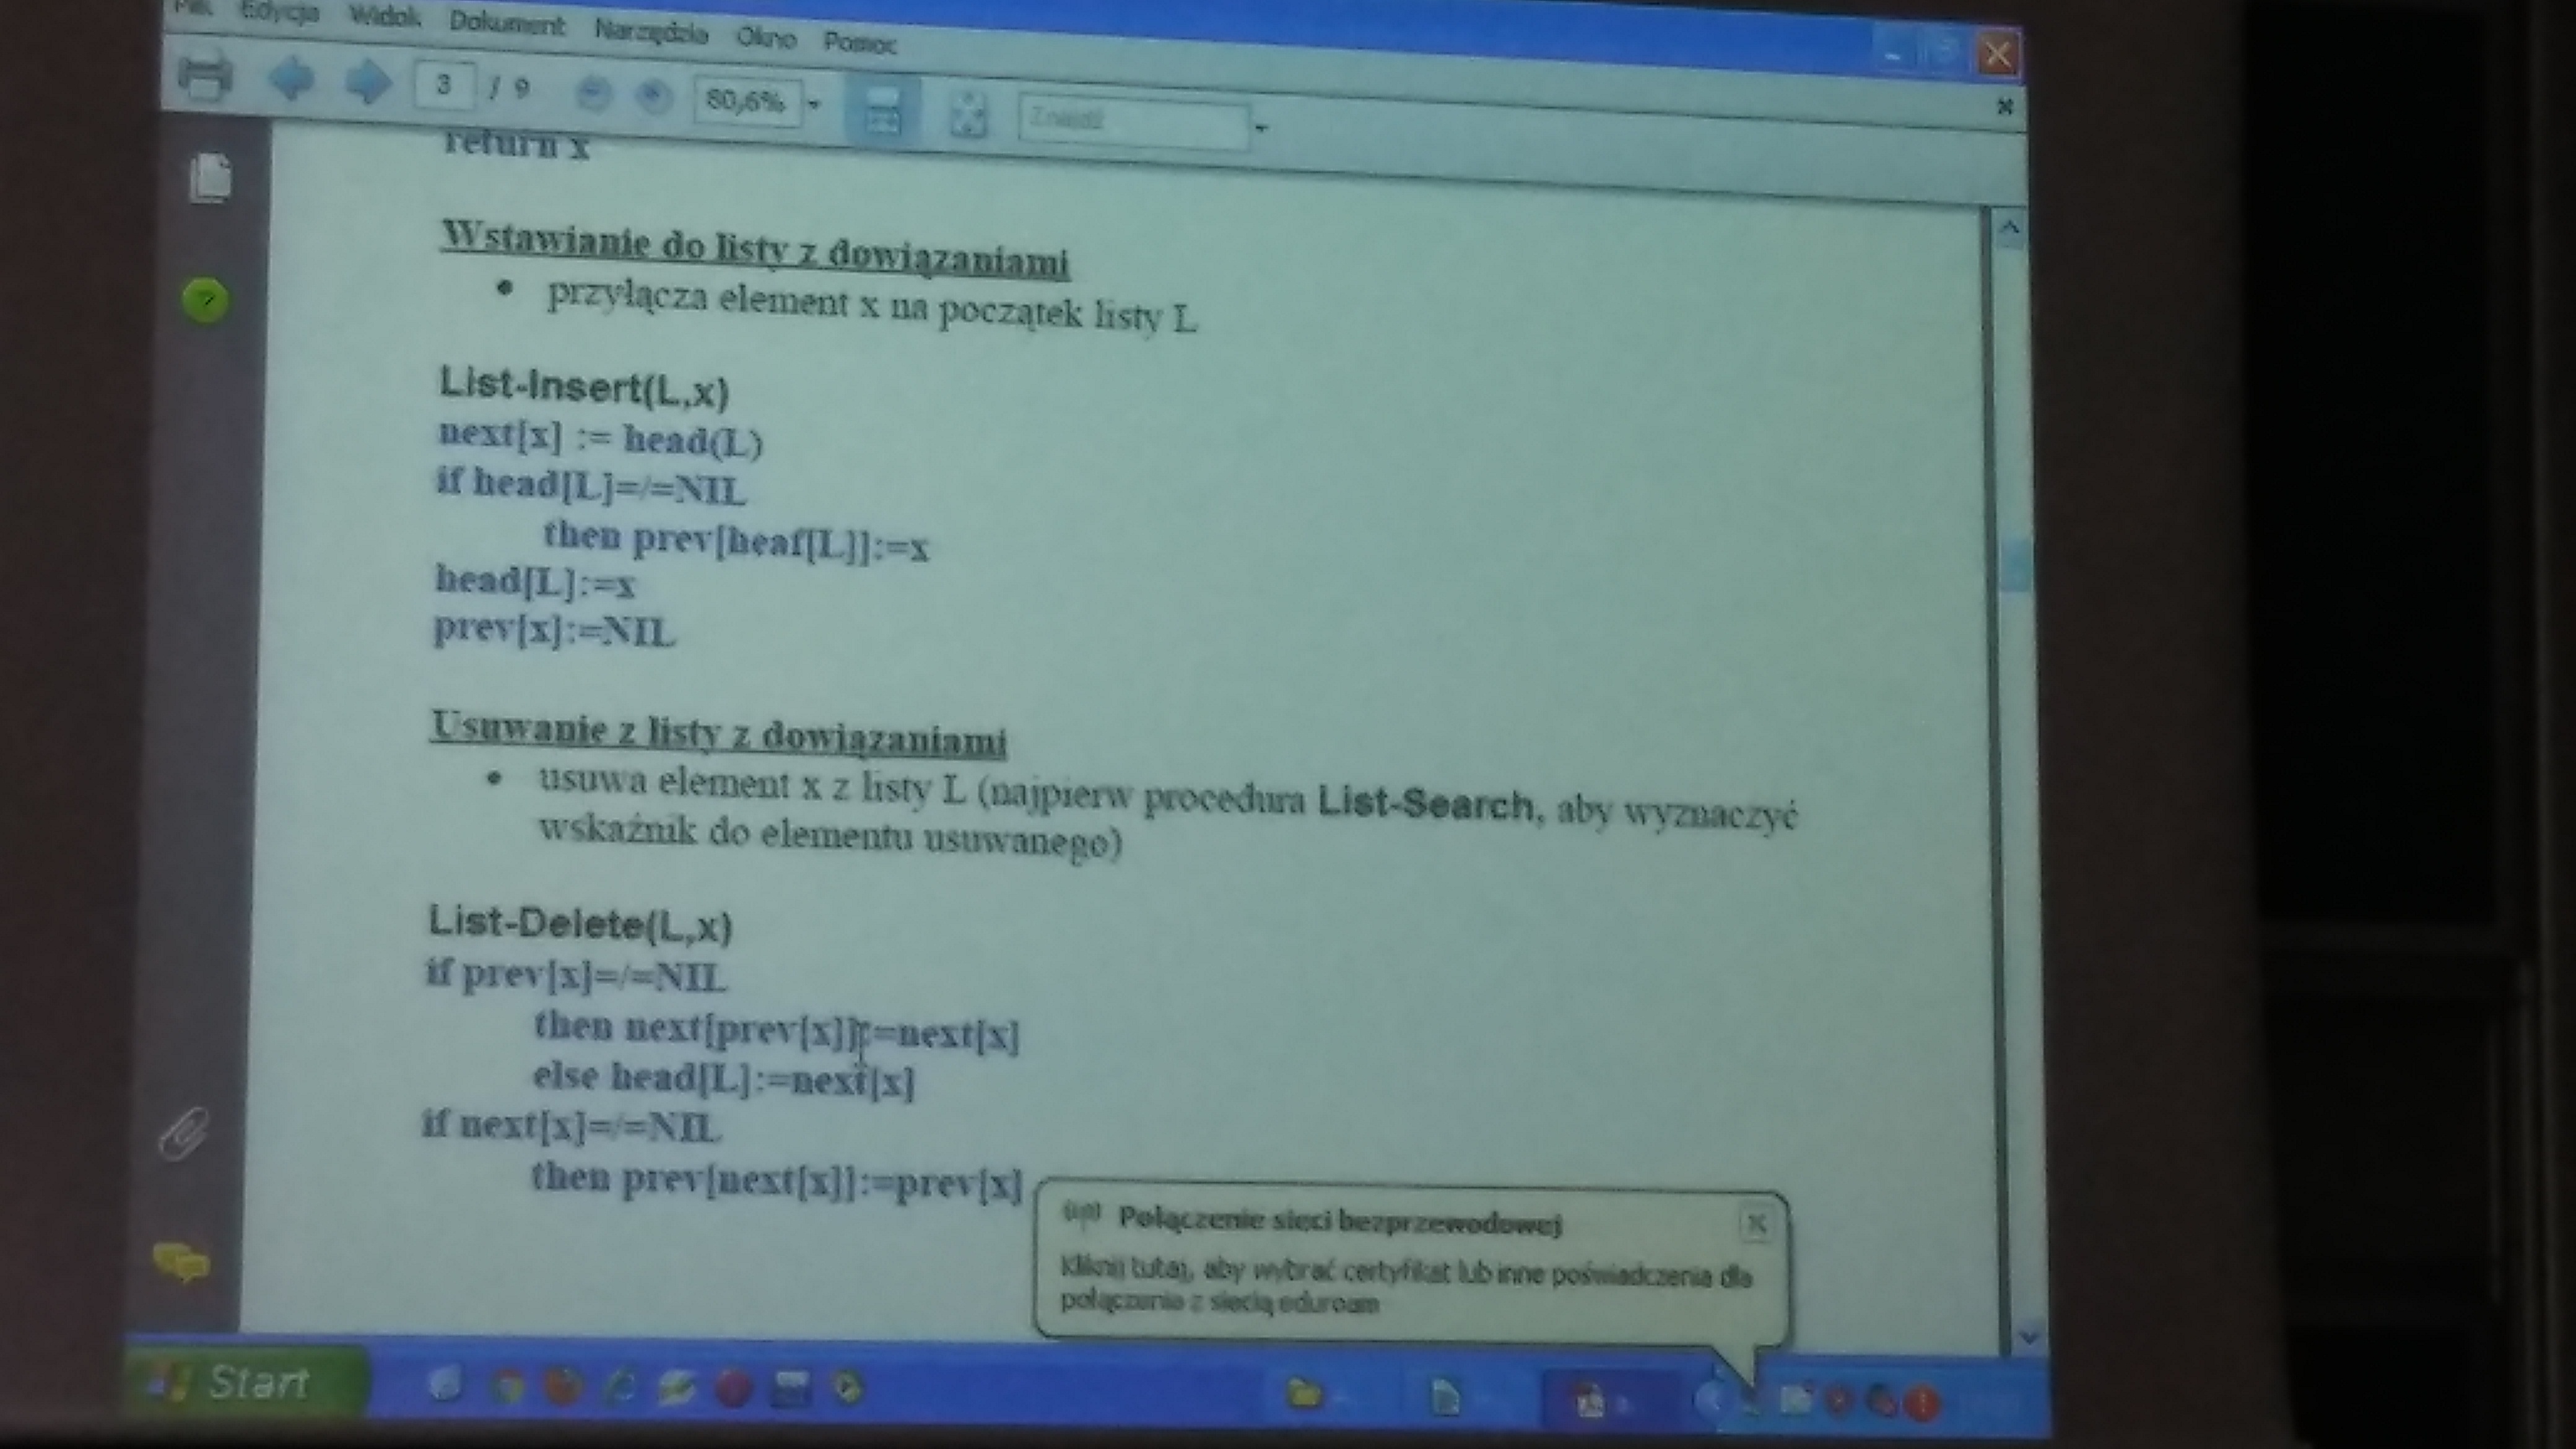 Plik Edycja Widok Dokument Narzędzia Okno Pomoc
3 / 9 80,6% Znajdź
return x
Wstawianie do listy z dowiązaniami
• przyłącza element x na początek listy L
List-Insert(L,x)
next[x] := head(L)
if head[L]=/=NIL
then prev[heaf[L]]:=x
head[L]:=x
prev[x]:=NIL
Usuwanie z listy z dowiązaniami
• usuwa element x z listy L (najpierw procedura List-Search, aby wyznaczyć
wskaźnik do elementu usuwanego)
List-Delete(L,x)
if prev[x]=/=NIL
then next[prev[x]]:=next[x]
else head[L]:=next[x]
if next[x]=/=NIL
then prev[next[x]]:=prev[x]
Połączenie sieci bezprzewodowej
Kliknij tutaj, aby wybrać certyfikat lub inne poświadczenia dla
połączenia z siecią eduroam
Start